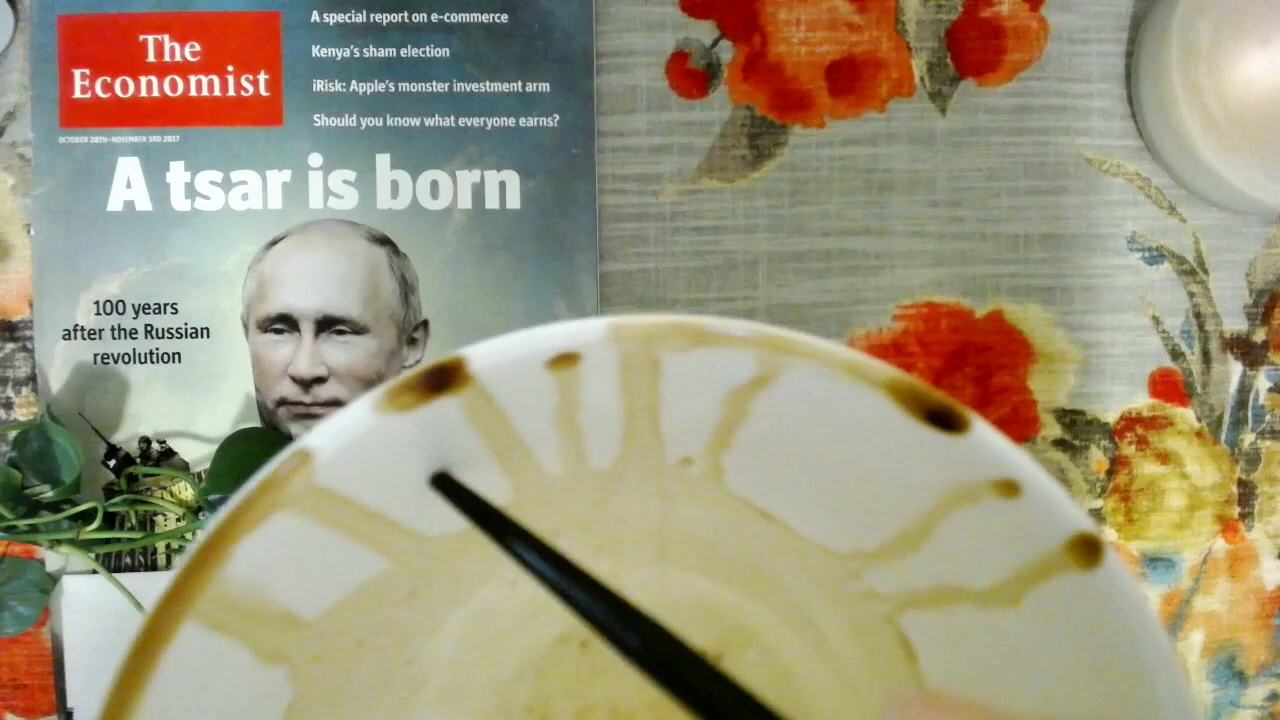 The
Economist
OCTOBER 28TH–NOVEMBER 3RD 2017
A special report on e-commerce
Kenya's sham election
iRisk: Apple's monster investment arm
Should you know what everyone earns?
A tsar is born
100 years
after the Russian
revolution